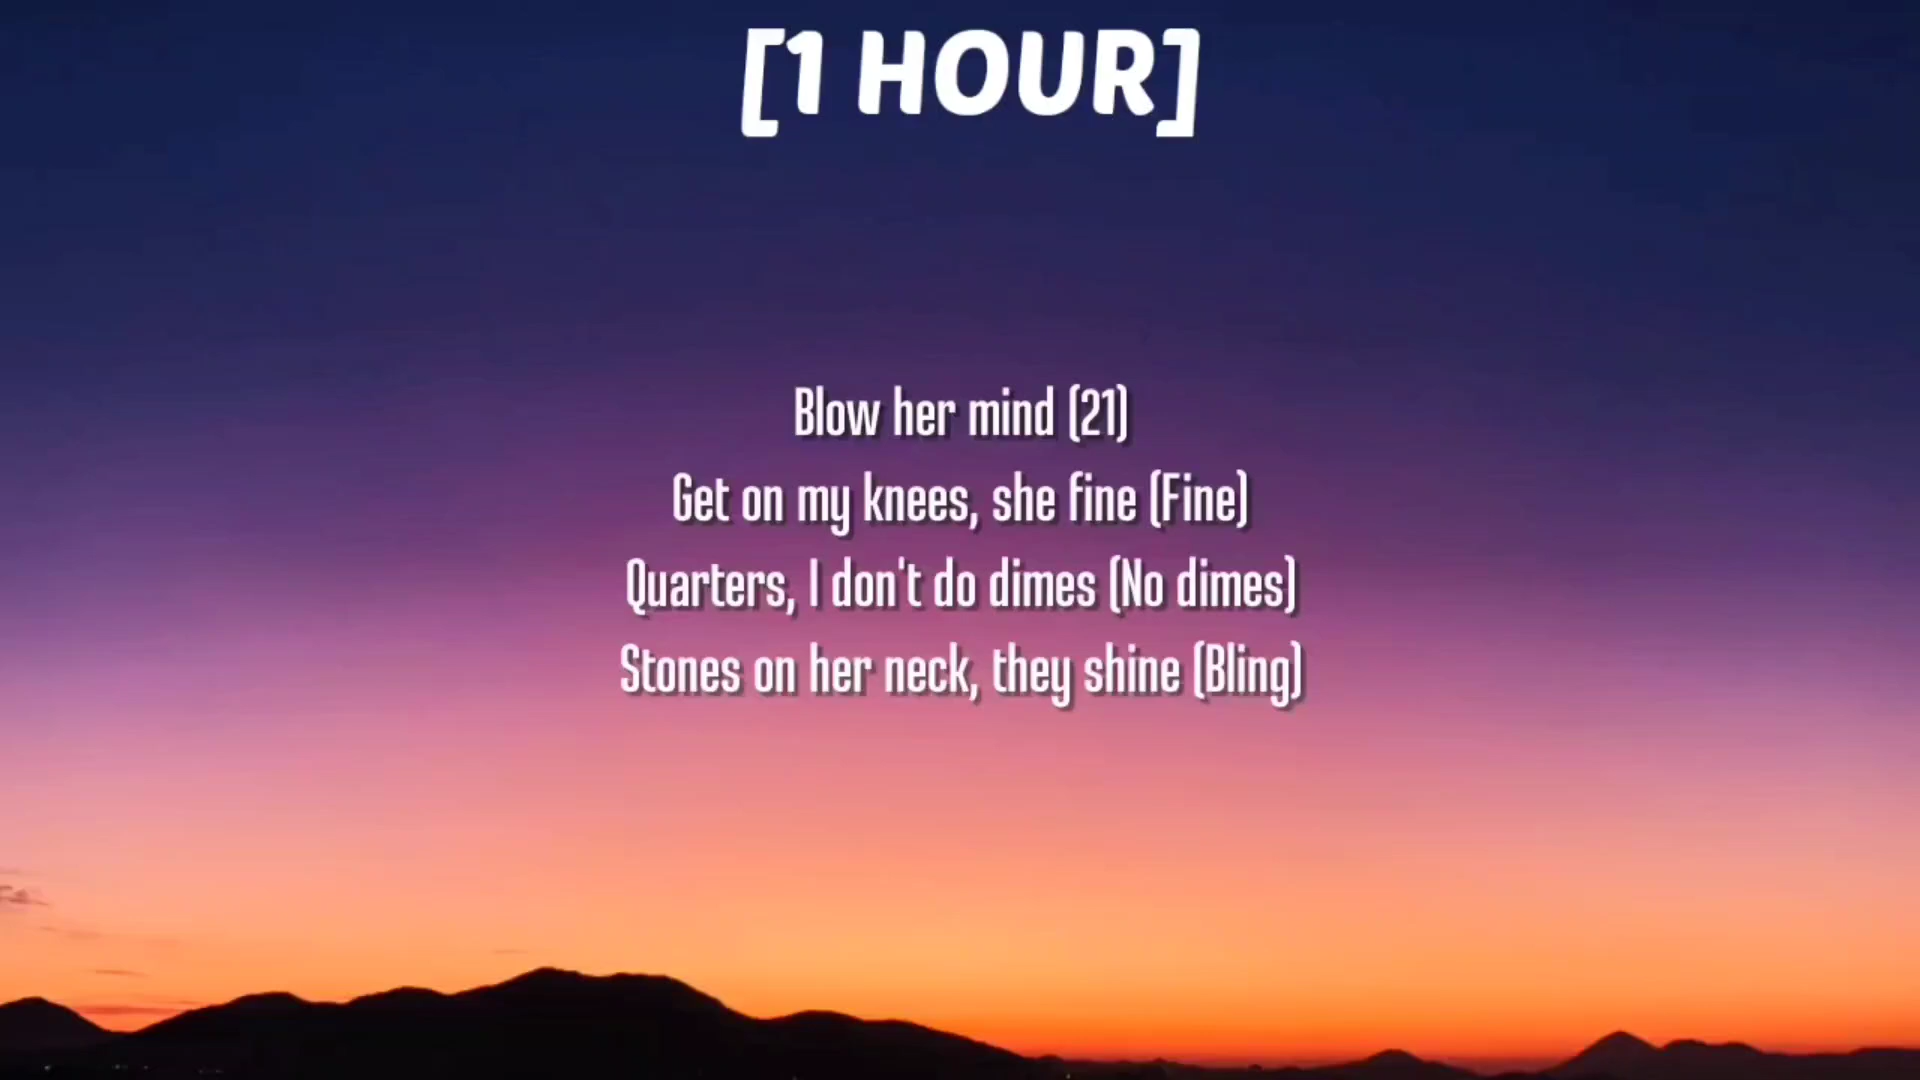 [1 HOUR]
Blow her mind (21)
Get on my knees, she fine (Fine)
Quarters, I don't do dimes (No dimes)
Stones on her neck, they shine (Bling)